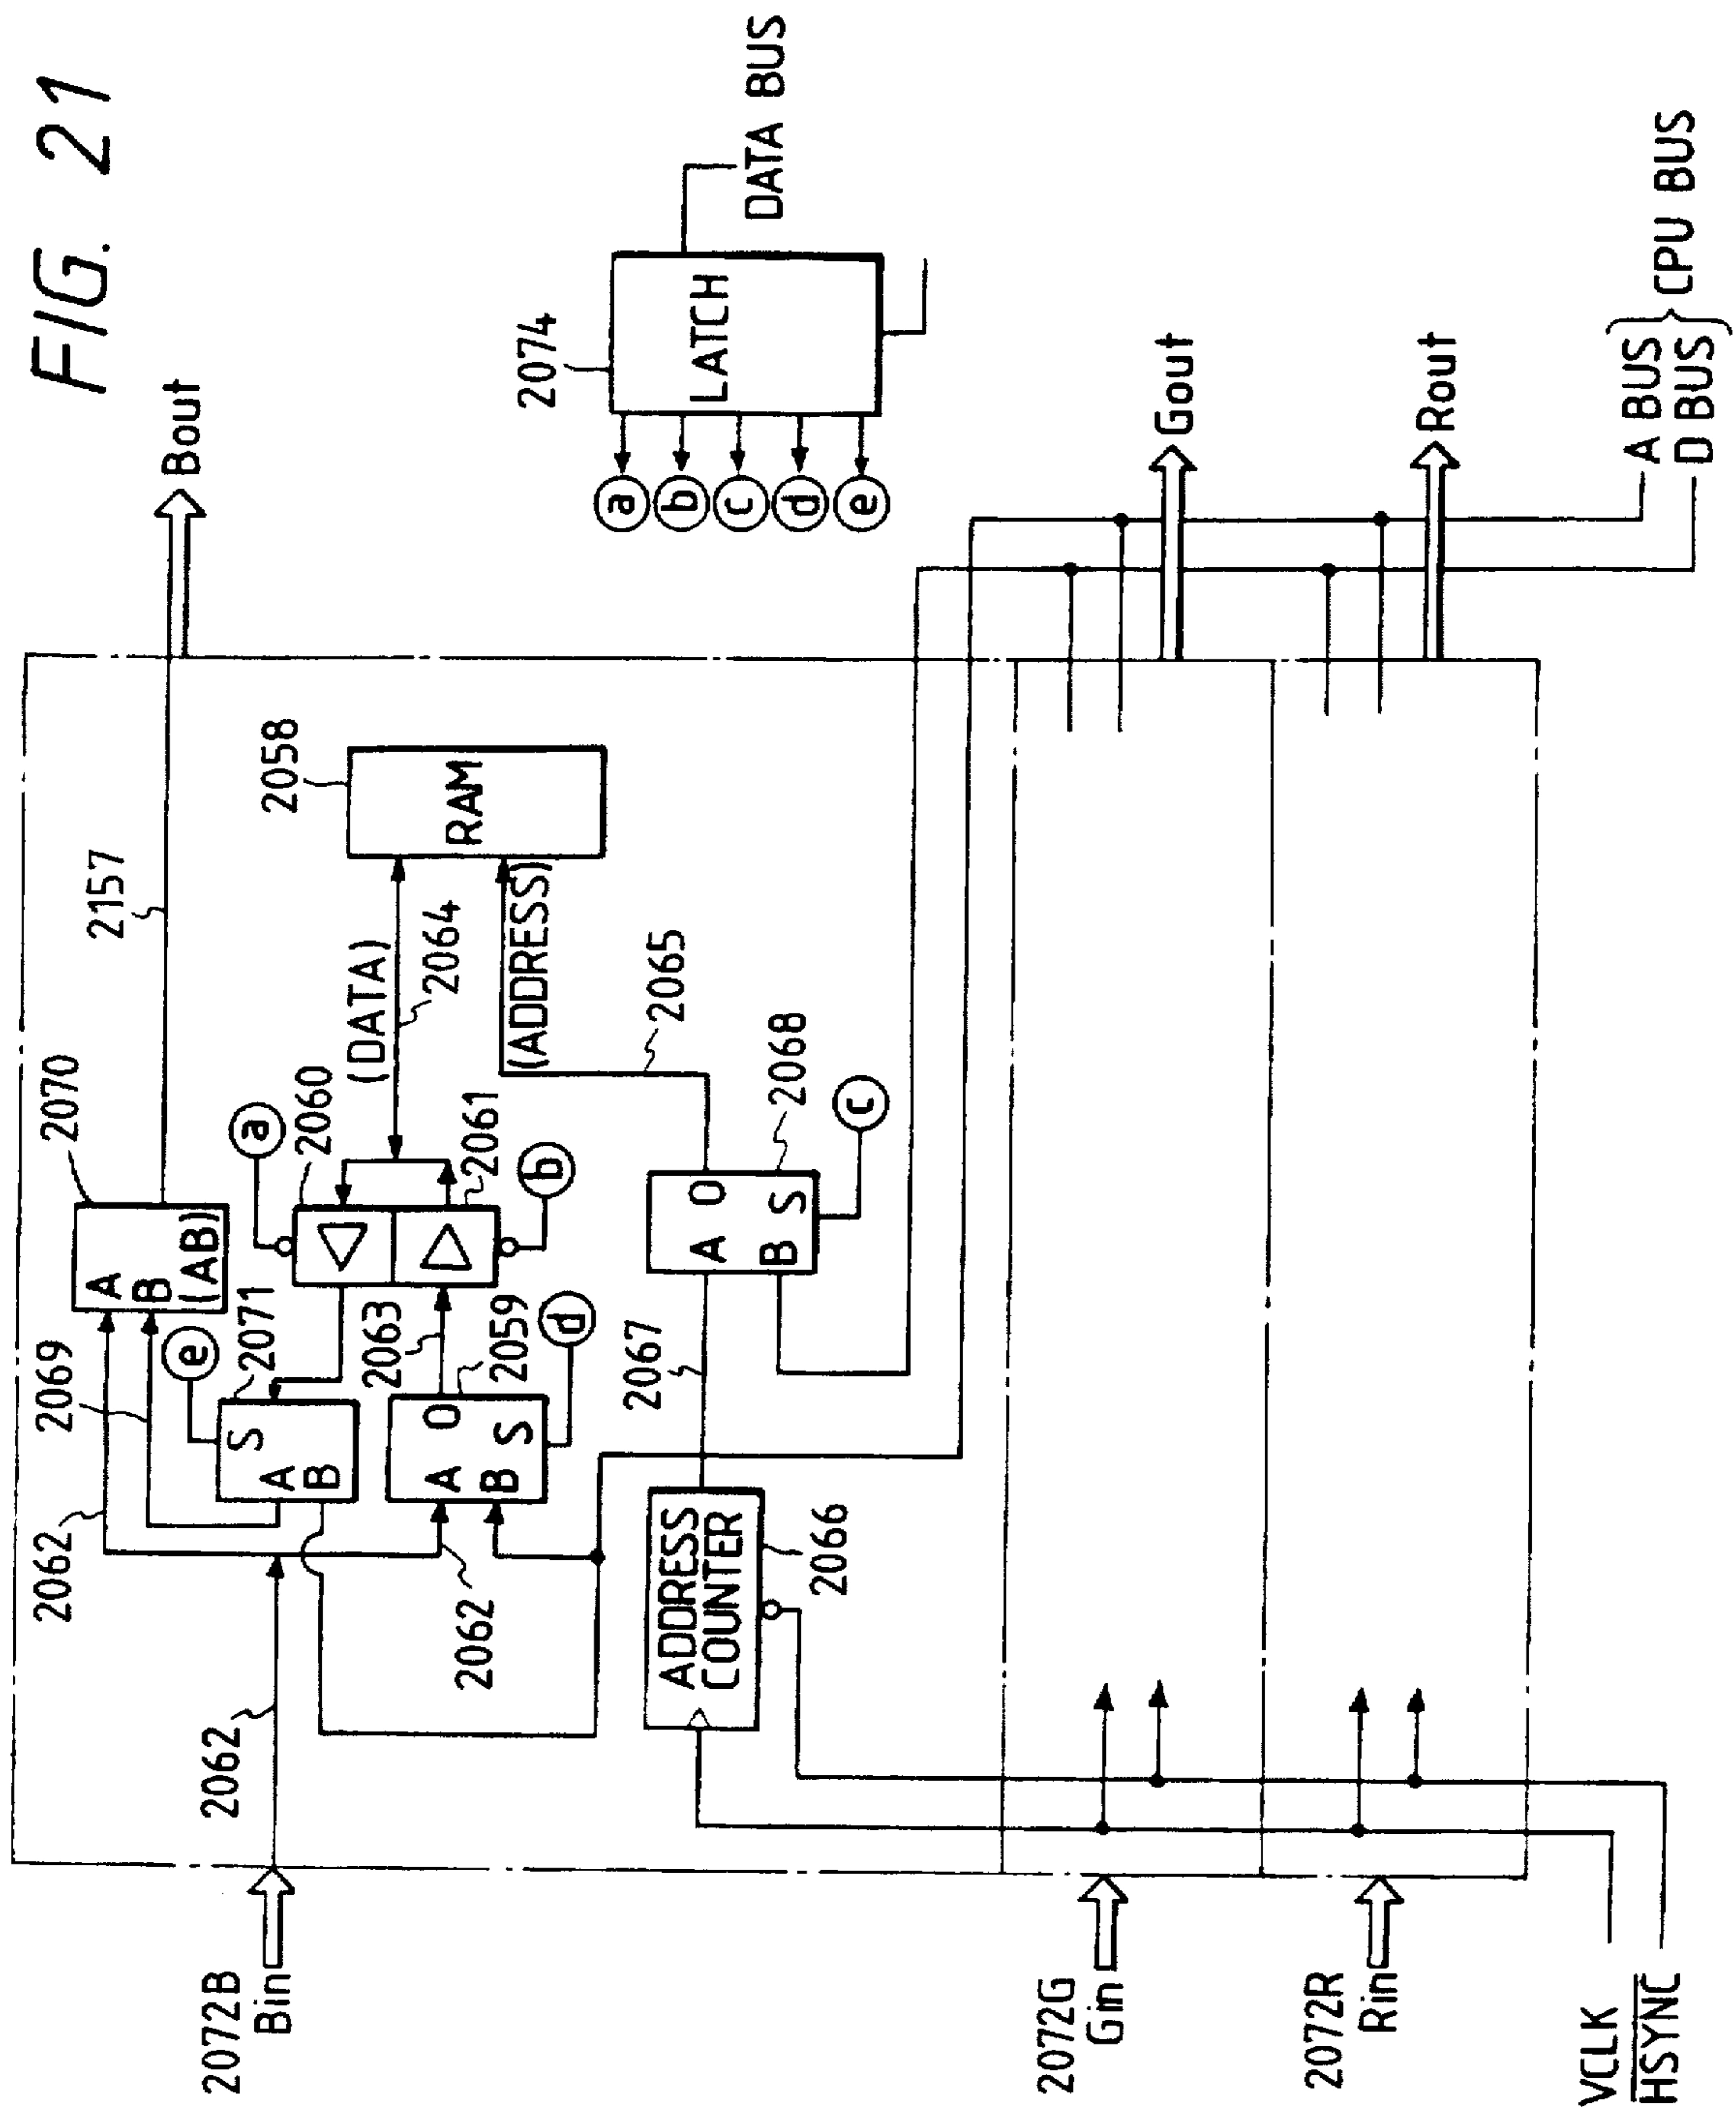 FIG. 21
2070
2157
Bout
2069
2062
A
B
(AB)
e
2071
S
A
B
a
2060
(DATA)
2064
2058
RAM
2072B
Bin
2062
2063
2061
b
(ADDRESS)
2074
LATCH
DATA BUS
a
b
c
d
e
2062
A
O
B
S
2059
d
2065
ADDRESS
COUNTER
2066
2067
A
O
B
S
2068
c
2072G
Gin
Gout
2072R
Rin
Rout
VCLK
HSYNC
A BUS
D BUS
CPU BUS